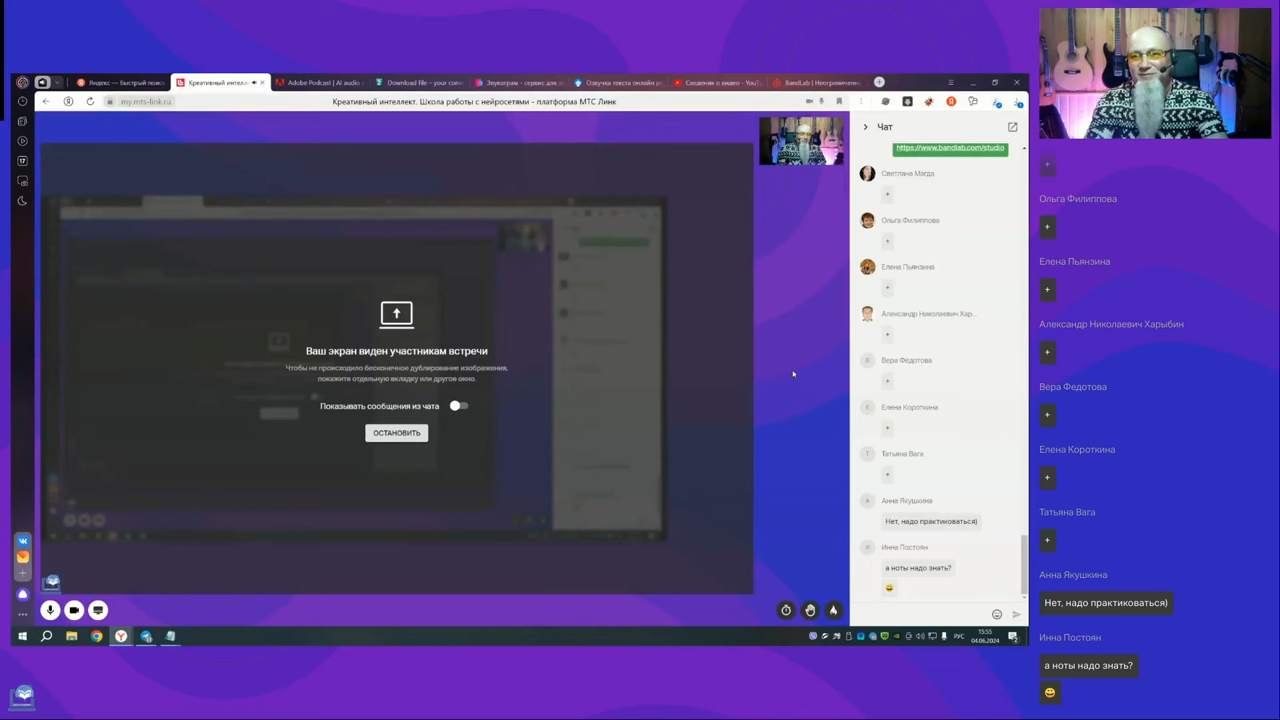 Яндекс — Быстрый поиск
Креативный интелле
Adobe Podcast | AI audio
Download file – your con
Звукограм – сервис для о
Озвучка текста онлайн р
Сведения о видео - YouT
BandLab | Неограниченн
my.mts-link.ru
Креативный интеллект. Школа работы с нейросетями - платформа МТС Линк
Чат
https://www.bandlab.com/studio
Светлана Магда
+
Ольга Филиппова
+
Елена Пьянзина
+
Александр Николаевич Хар...
+
Вера Федотова
+
Елена Короткина
+
Татьяна Вага
+
Анна Якушкина
Нет, надо практиковаться)
Инна Постоян
а ноты надо знать?
Ваш экран виден участникам встречи
Чтобы не происходило бесконечное дублирование изображения,
покажите отдельную вкладку или другое окно.
Показывать сообщения из чата
ОСТАНОВИТЬ
РУС
15:55
04.06.2024
+
Ольга Филиппова
+
Елена Пьянзина
+
Александр Николаевич Харыбин
+
Вера Федотова
+
Елена Короткина
+
Татьяна Вага
+
Анна Якушкина
Нет, надо практиковаться)
Инна Постоян
а ноты надо знать?